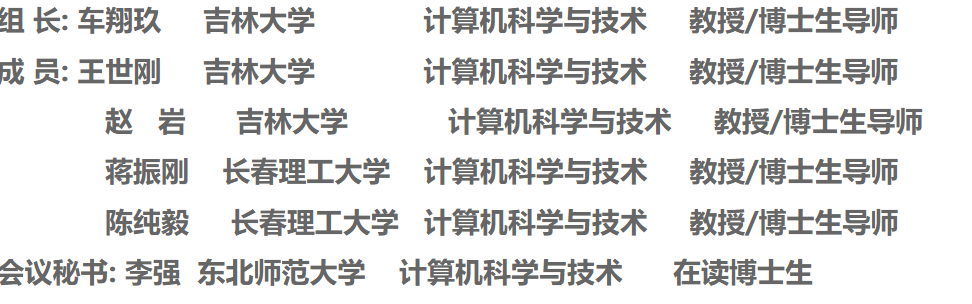 组 长: 车翔玖 吉林大学 计算机科学与技术 教授/博士生导师
成 员: 王世刚 吉林大学 计算机科学与技术 教授/博士生导师
赵 岩 吉林大学 计算机科学与技术 教授/博士生导师
蒋振刚 长春理工大学 计算机科学与技术 教授/博士生导师
陈纯毅 长春理工大学 计算机科学与技术 教授/博士生导师
会议秘书: 李强 东北师范大学 计算机科学与技术 在读博士生